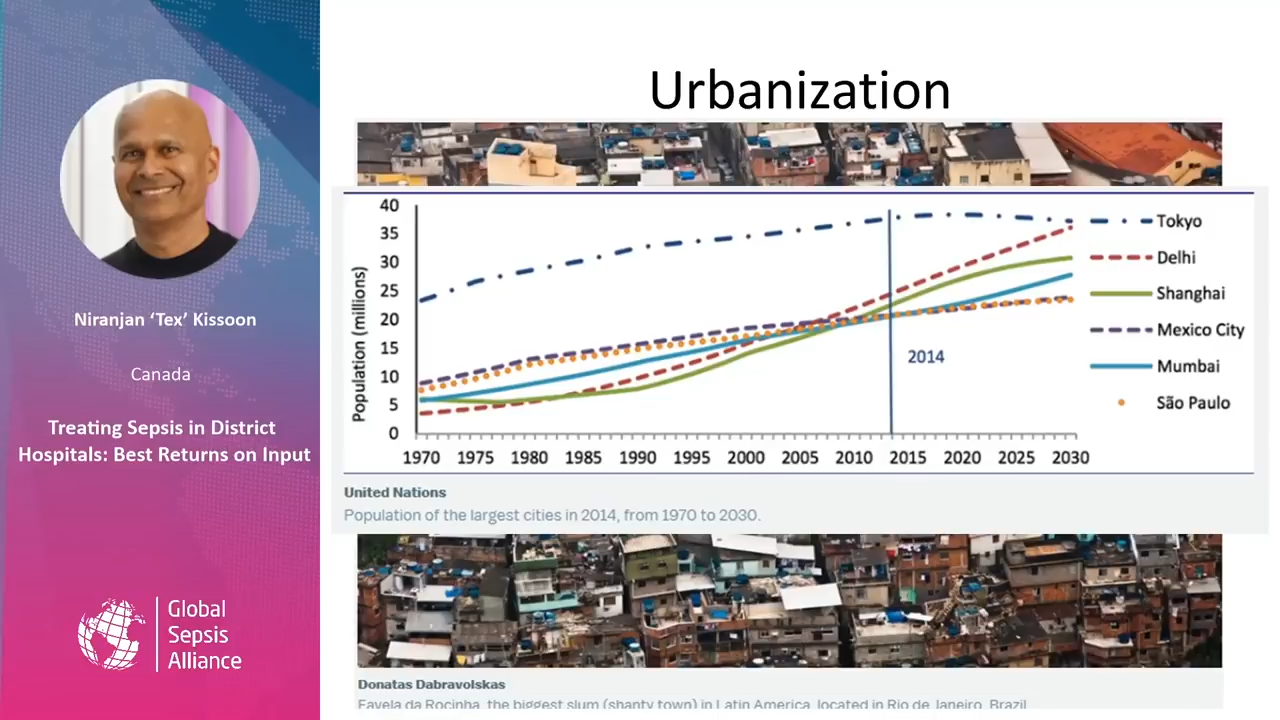 Urbanization
Niranjan ‘Tex’ Kissoon
Canada
Treating Sepsis in District
Hospitals: Best Returns on Input
Global
Sepsis
Alliance
Population (millions)
40
35
30
25
20
15
10
5
0
1970 1975 1980 1985 1990 1995 2000 2005 2010 2015 2020 2025 2030
2014
Tokyo
Delhi
Shanghai
Mexico City
Mumbai
São Paulo
United Nations
Population of the largest cities in 2014, from 1970 to 2030.
Donatas Dabravolskas
Favela da Rocinha, the biggest slum (shanty town) in Latin America, located in Rio de Janeiro, Brazil